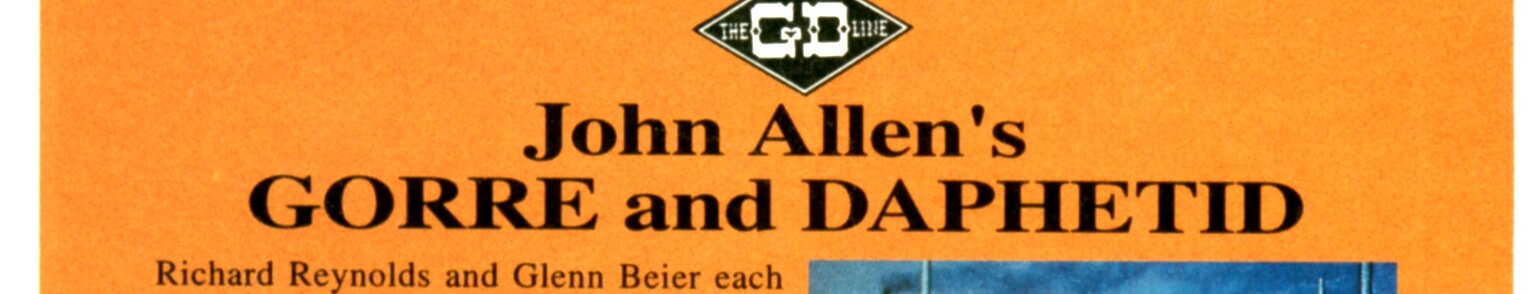 THE GD LINE
John Allen's
GORRE and DAPHETID
Richard Reynolds and Glenn Beier each